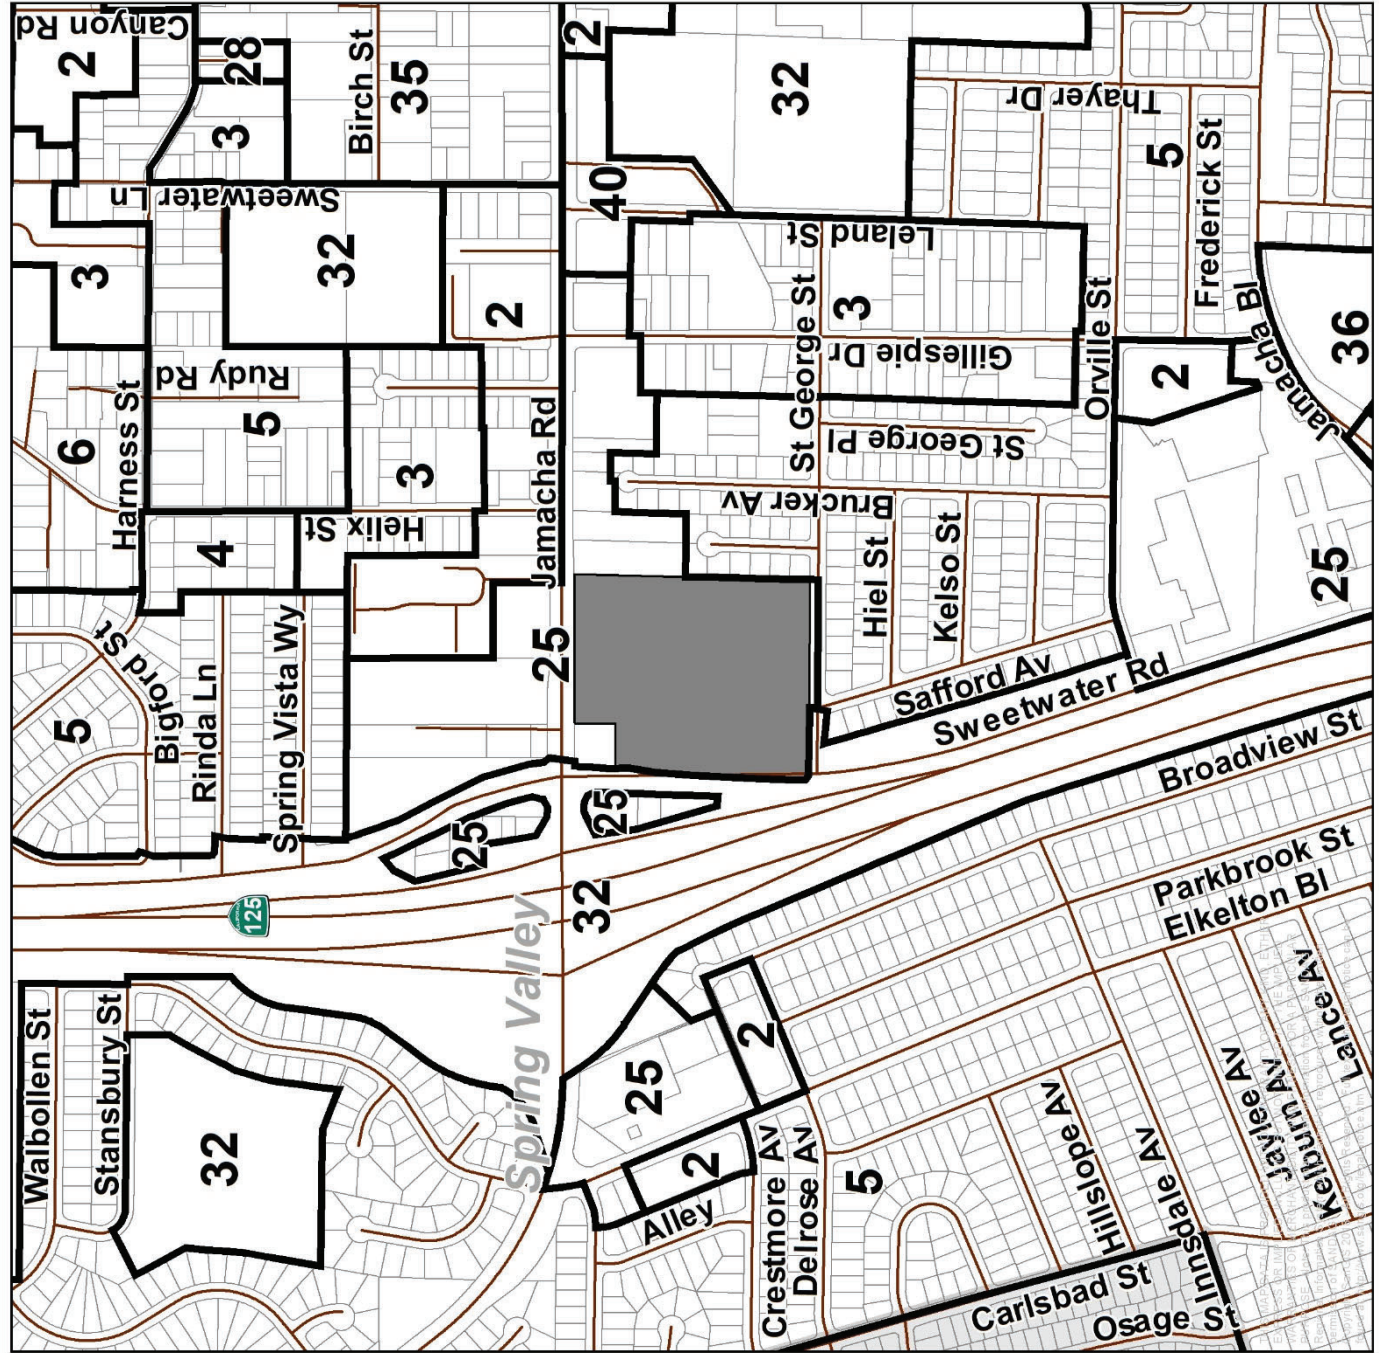 Canyon Rd
2
28
3
Birch St
35
2
32
Thayer Dr
5
Frederick St
Sweetwater Ln
40
3
32
2
Leland St
St George St
3
Gillespie Dr
Orville St
Jamacha Bl
36
2
Rudy Rd
Harness St
6
5
3
Jamacha Rd
St George Pl
Brucker Av
Helix St
4
Hiel St
Kelso St
25
Bigford St
Rinda Ln
Spring Vista Wy
5
25
Safford Av
Sweetwater Rd
Broadview St
25
25
125
32
Spring Valley
Parkbrook St
Elkelton Bl
Walbollen St
Stansbury St
32
25
2
2
Alley
Crestmore Av
Delrose Av
5
Hillslope Av
Innsdale Av
Jaylee Av
Kelburn Av
Lance Av
Carlsbad St
Osage St